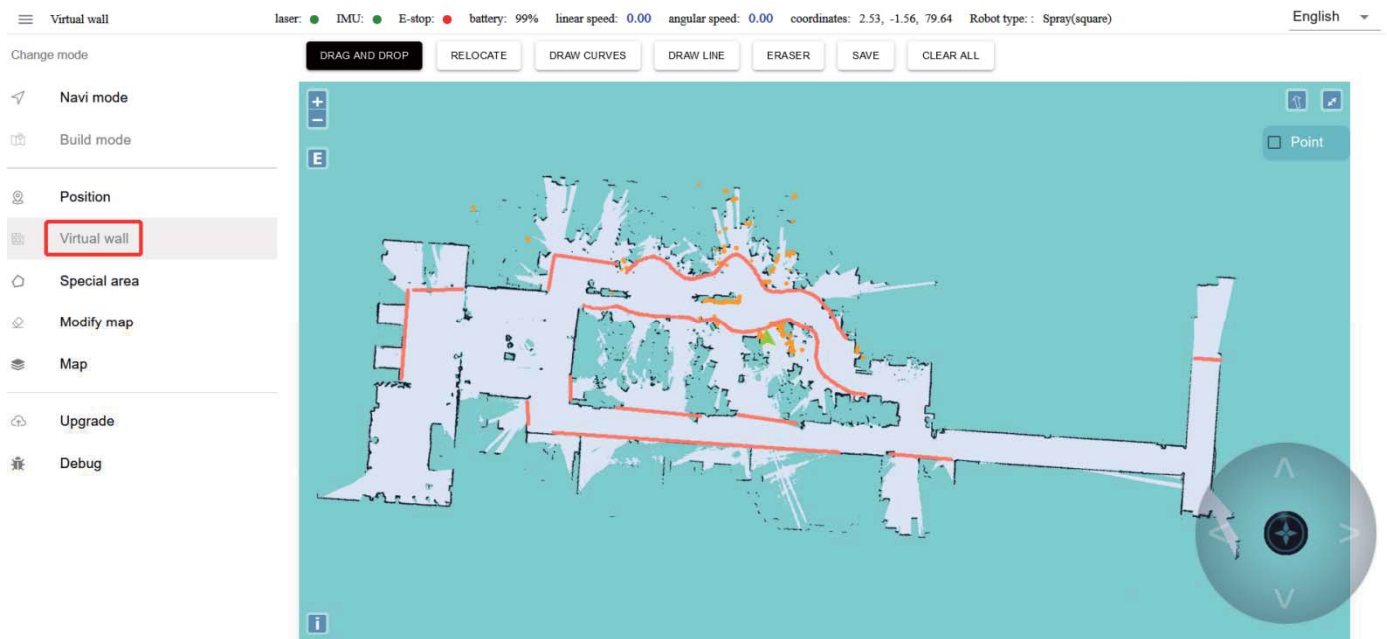 Virtual wall
laser: IMU: E-stop: battery: 99% linear speed: 0.00 angular speed: 0.00 coordinates: 2.53, -1.56, 79.64 Robot type: : Spray(square)
English
Change mode
DRAG AND DROP RELOCATE DRAW CURVES DRAW LINE ERASER SAVE CLEAR ALL
Navi mode
Build mode
Position
Virtual wall
Special area
Modify map
Map
Upgrade
Debug
+
−
E
Point
i